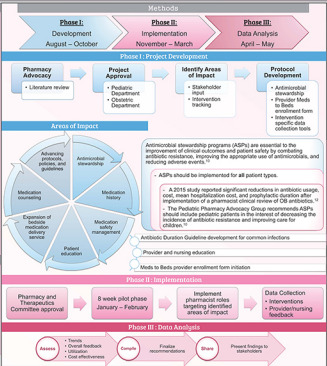 Methods
Phase I:
Development
August – October
Phase II:
Implementation
November – March
Phase III:
Data Analysis
April – May
Phase I : Project Development
Pharmacy
Advocacy
• Literature review
Project
Approval
• Pediatric
Department
• Obstetric
Department
Identify Areas
of Impact
• Stakeholder
input
• Intervention
tracking
Protocol
Development
• Antimicrobial
stewardship
• Provider Meds
to Beds
enrollment form
• Intervention
specific data
collection tools
Areas of Impact
Advancing
protocols,
policies, and
guidelines
Antimicrobial
stewardship
Medication
history
Medication
safety
management
Patient
education
Expansion of
bedside
medication
delivery
service
Medication
counseling
Antimicrobial stewardship programs (ASPs) are essential to the
improvement of clinical outcomes and patient safety by combating
antibiotic resistance, improving the appropriate use of antimicrobials, and
reducing adverse events.
• ASPs should be implemented for all patient types.
- A 2015 study reported significant reductions in antibiotic usage,
cost, mean hospitalization cost, and prophylactic duration after
implementation of a pharmacist clinical review of OB antibiotics.
- The Pediatric Pharmacy Advocacy Group recommends ASPs
should include pediatric patients in the interest of decreasing the
incidence of antibiotic resistance and improving care for
children.
Antibiotic Duration Guideline development for common infections
Provider and nursing education
Meds to Beds provider enrollment form initiation
Phase II : Implementation
Pharmacy and
Therapeutics
Committee approval
8 week pilot phase
January – February
Implement
pharmacist roles
targeting identified
areas of impact
Data Collection
• Interventions
• Provider/nursing
feedback
Phase III : Data Analysis
Assess
• Trends
• Overall feedback
• Utilization
• Cost effectiveness
Compile
Finalize
recommendations
Share
Present findings to
stakeholders